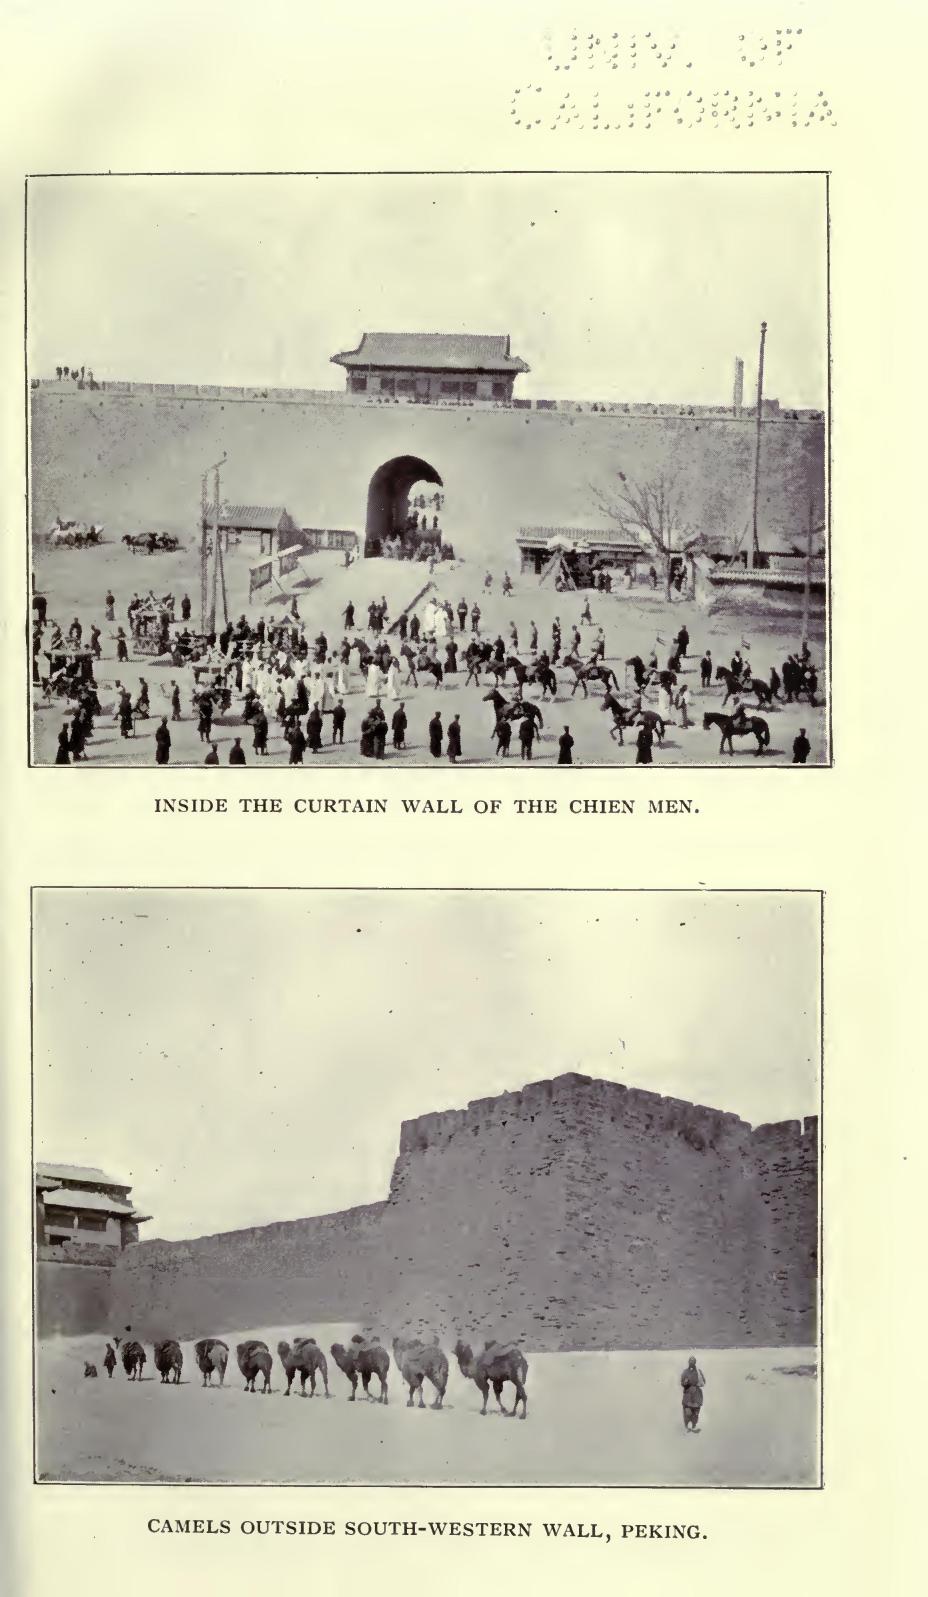 UNIV. OF
CALIFORNIA
INSIDE THE CURTAIN WALL OF THE CHIEN MEN.
CAMELS OUTSIDE SOUTH-WESTERN WALL, PEKING.